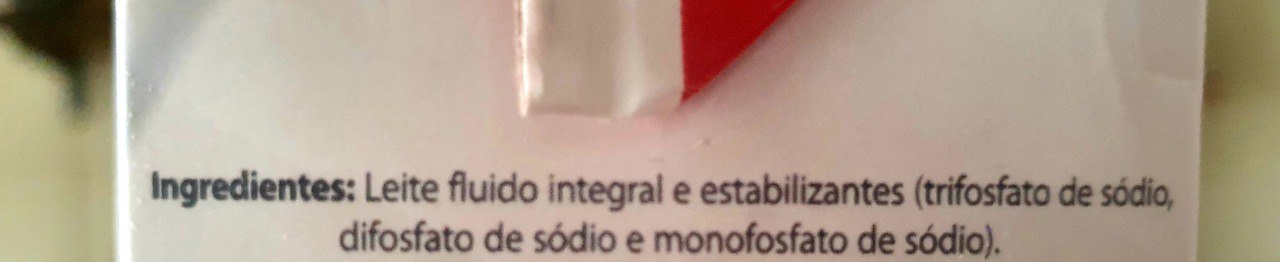 Ingredientes: Leite fluido integral e estabilizantes (trifosfato de sódio,
difosfato de sódio e monofosfato de sódio).